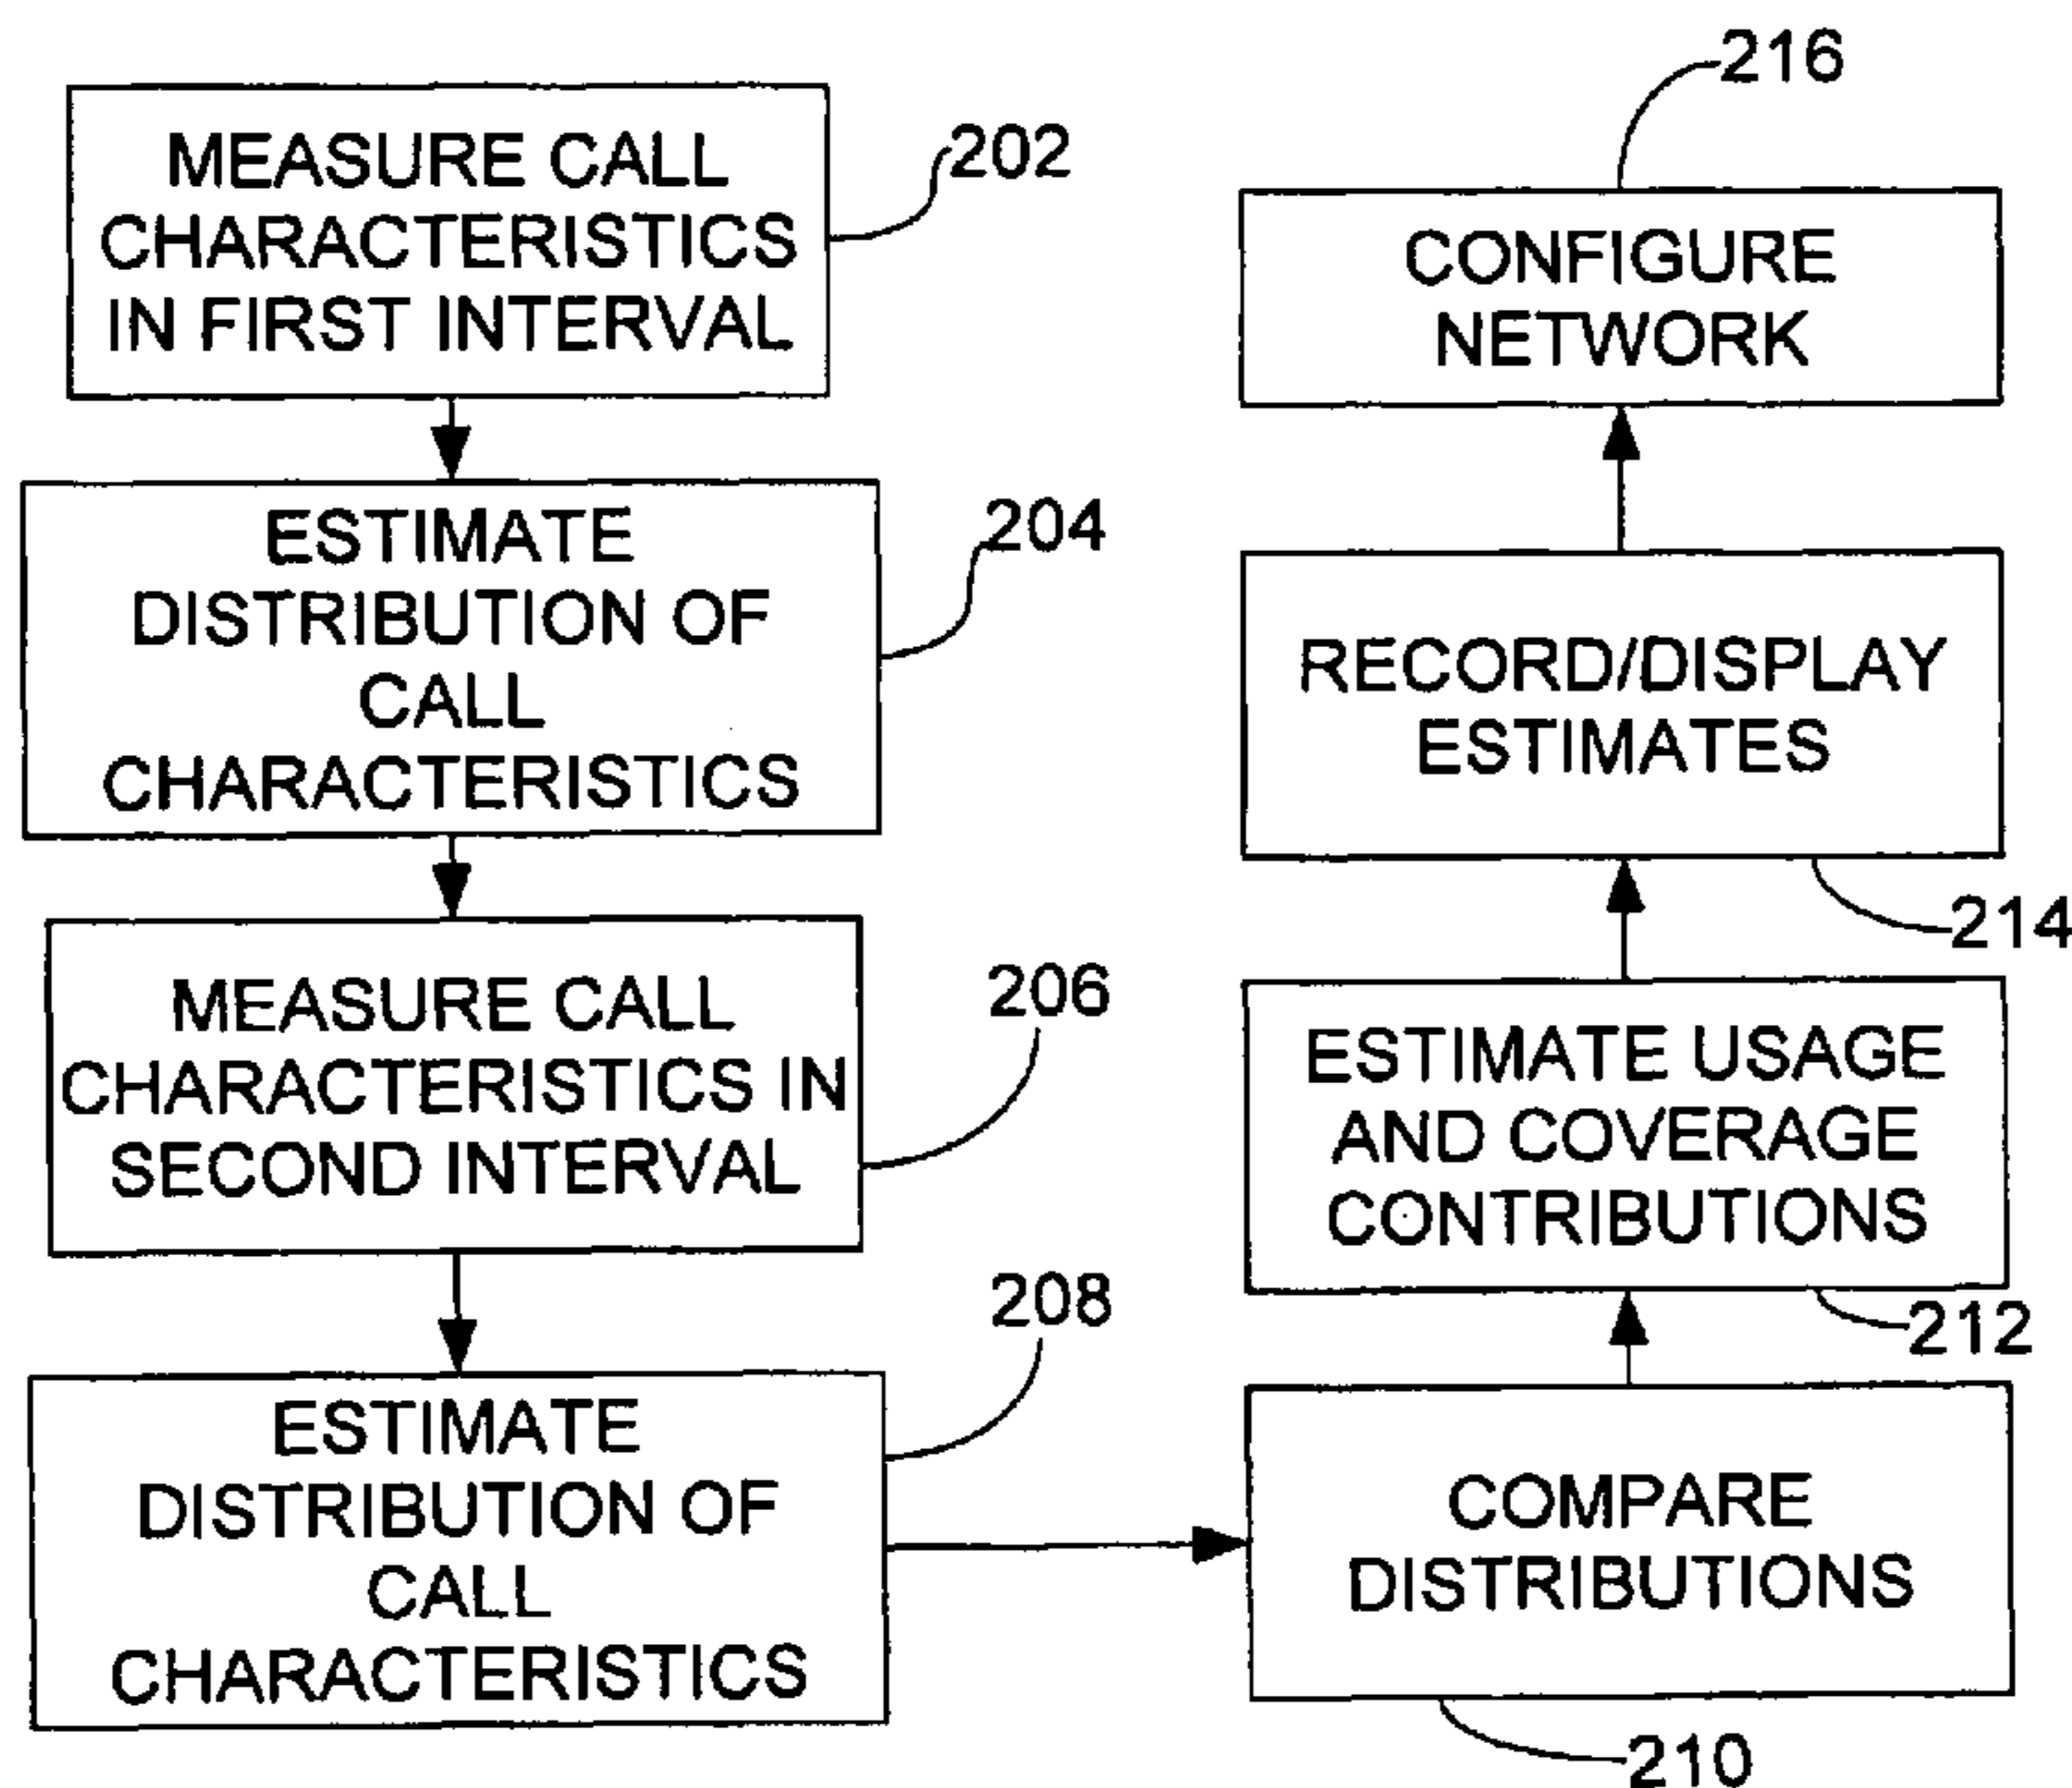 MEASURE CALL
CHARACTERISTICS
IN FIRST INTERVAL
202
ESTIMATE
DISTRIBUTION OF
CALL
CHARACTERISTICS
204
MEASURE CALL
CHARACTERISTICS IN
SECOND INTERVAL
206
ESTIMATE
DISTRIBUTION OF
CALL
CHARACTERISTICS
208
COMPARE
DISTRIBUTIONS
210
ESTIMATE USAGE
AND COVERAGE
CONTRIBUTIONS
212
RECORD/DISPLAY
ESTIMATES
214
CONFIGURE
NETWORK
216